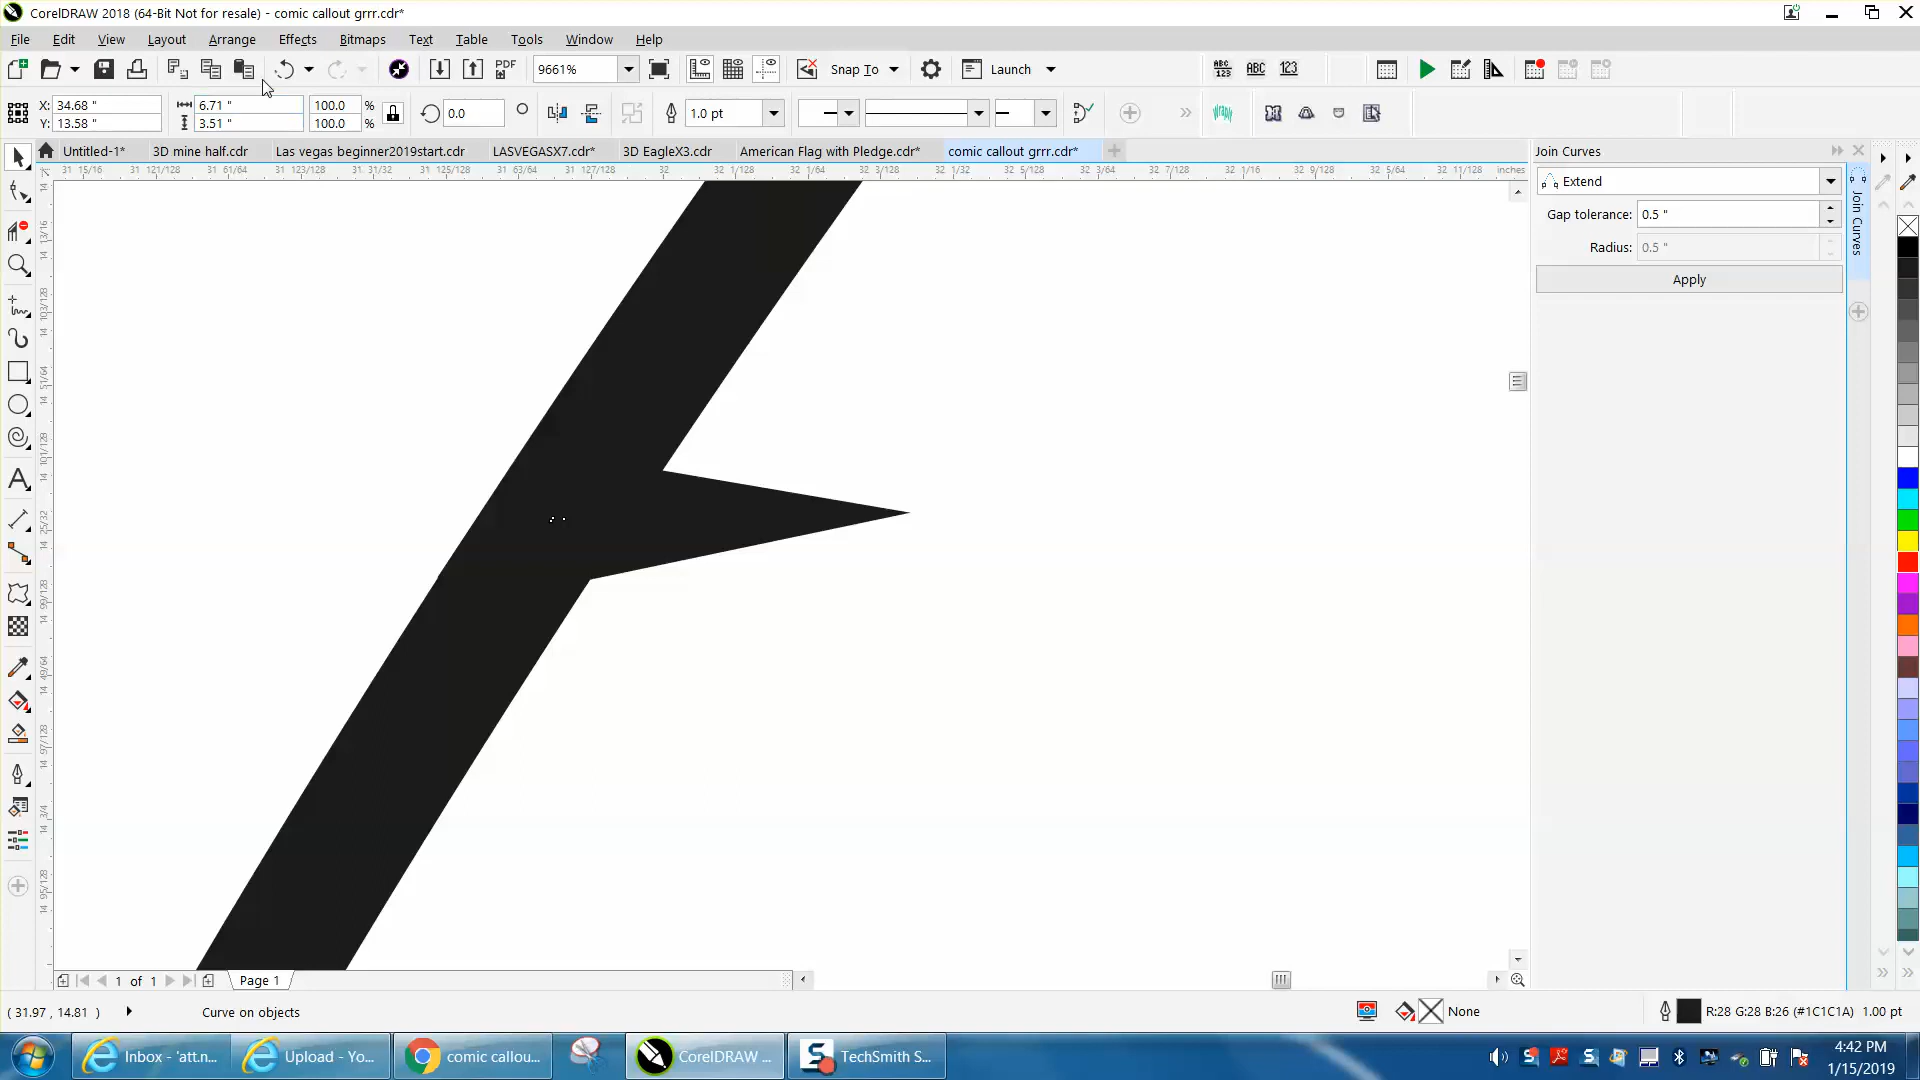 CorelDRAW 2018 (64-Bit Not for resale) - comic callout grrr.cdr*
File Edit View Layout Arrange Effects Bitmaps Text Table Tools Window Help
PDF 9661% Snap To Launch ABC 123 ABC 123
X: 34.68 " 6.71 " 100.0 % 0.0 1.0 pt
Y: 13.58 " 3.51 " 100.0 %
Untitled-1* 3D mine half.cdr Las vegas beginner2019start.cdr LASVEGASX7.cdr* 3D EagleX3.cdr American Flag with Pledge.cdr* comic callout grrr.cdr* Join Curves
31 15/16 31 121/128 31 61/64 31 123/128 31 31/32 31 125/128 31 63/64 31 127/128 32 32 1/128 32 1/64 32 3/128 32 1/32 32 5/128 32 3/64 32 7/128 32 1/16 32 9/128 32 5/64 32 11/128 inches
Extend
Gap tolerance: 0.5 "
Radius: 0.5 "
Apply
Join Curves
1 of 1 Page 1
( 31.97 , 14.81 ) Curve on objects None R:28 G:28 B:26 (#1C1C1A) 1.00 pt
Inbox - 'att.n... Upload - Yo... comic callou... CorelDRAW ... TechSmith S...
4:42 PM
1/15/2019